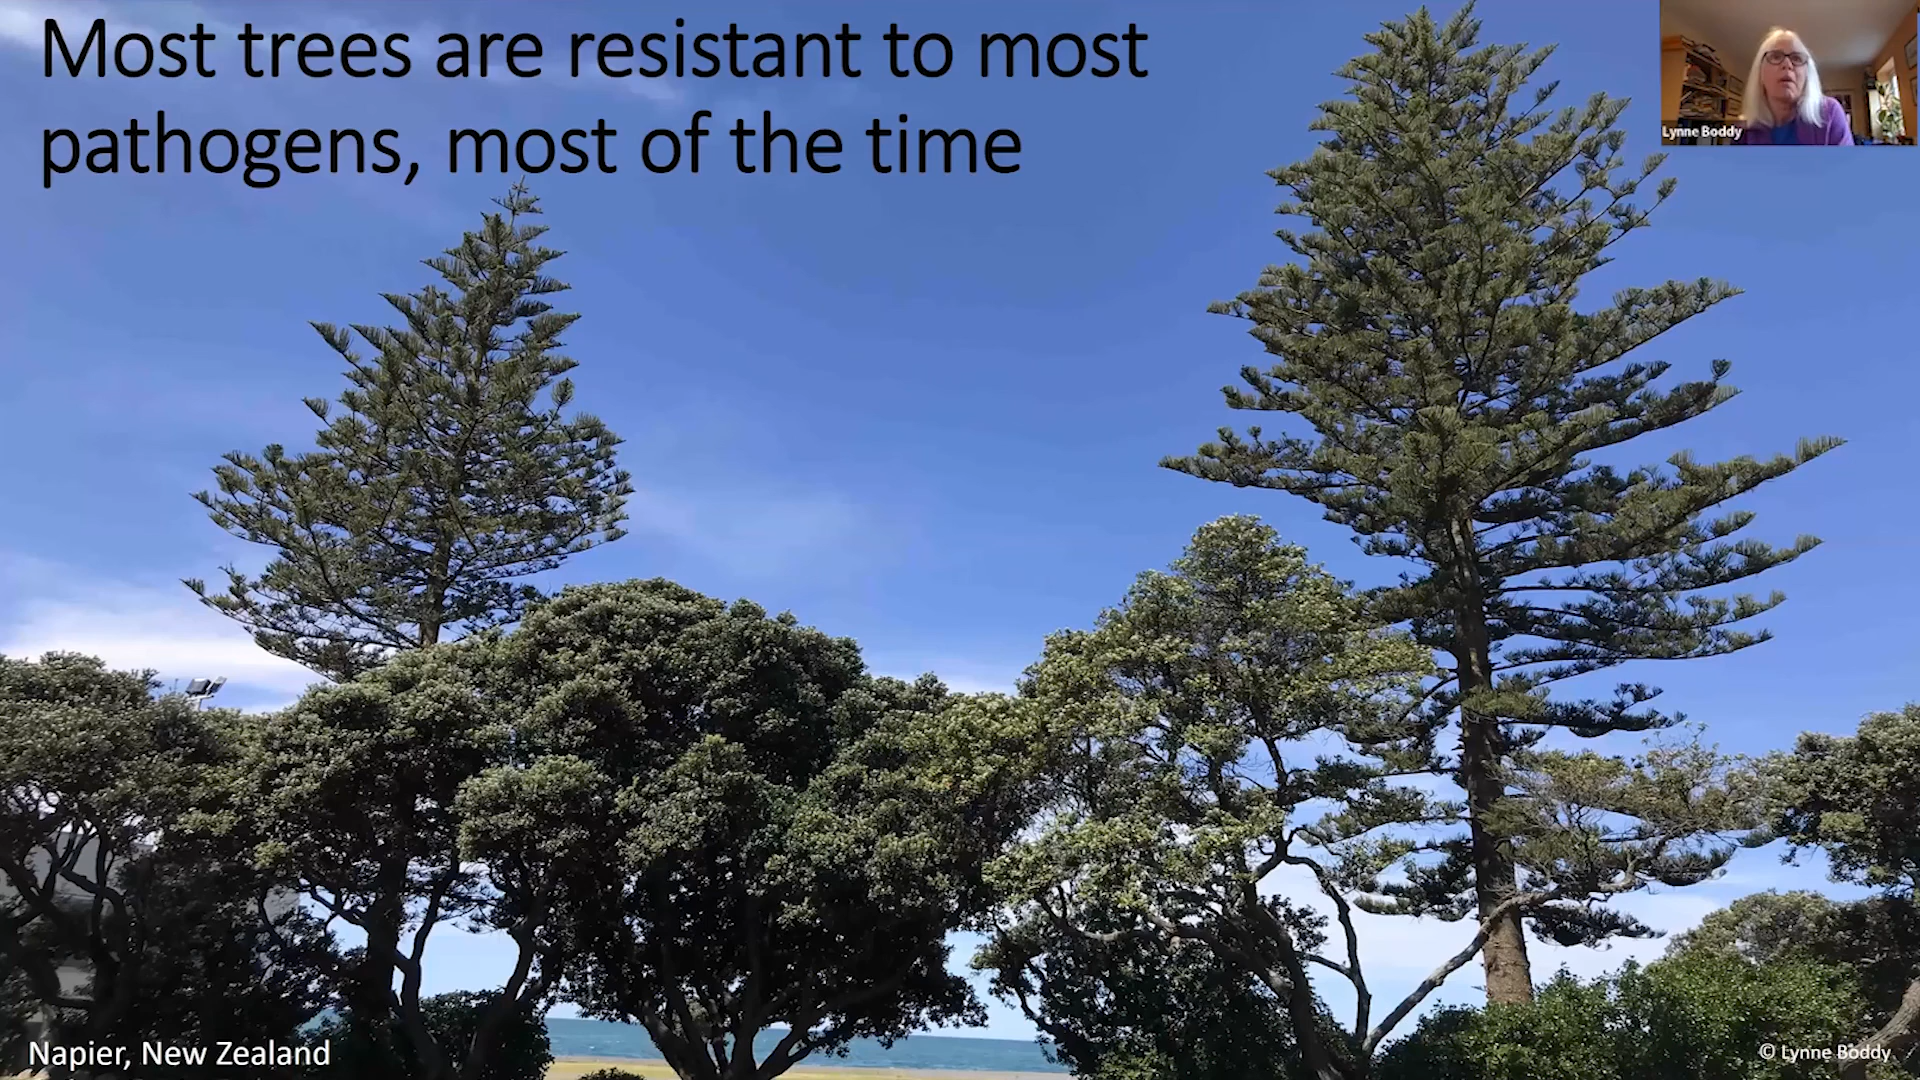 Most trees are resistant to most
pathogens, most of the time
Lynne Boddy
Napier, New Zealand
© Lynne Boddy